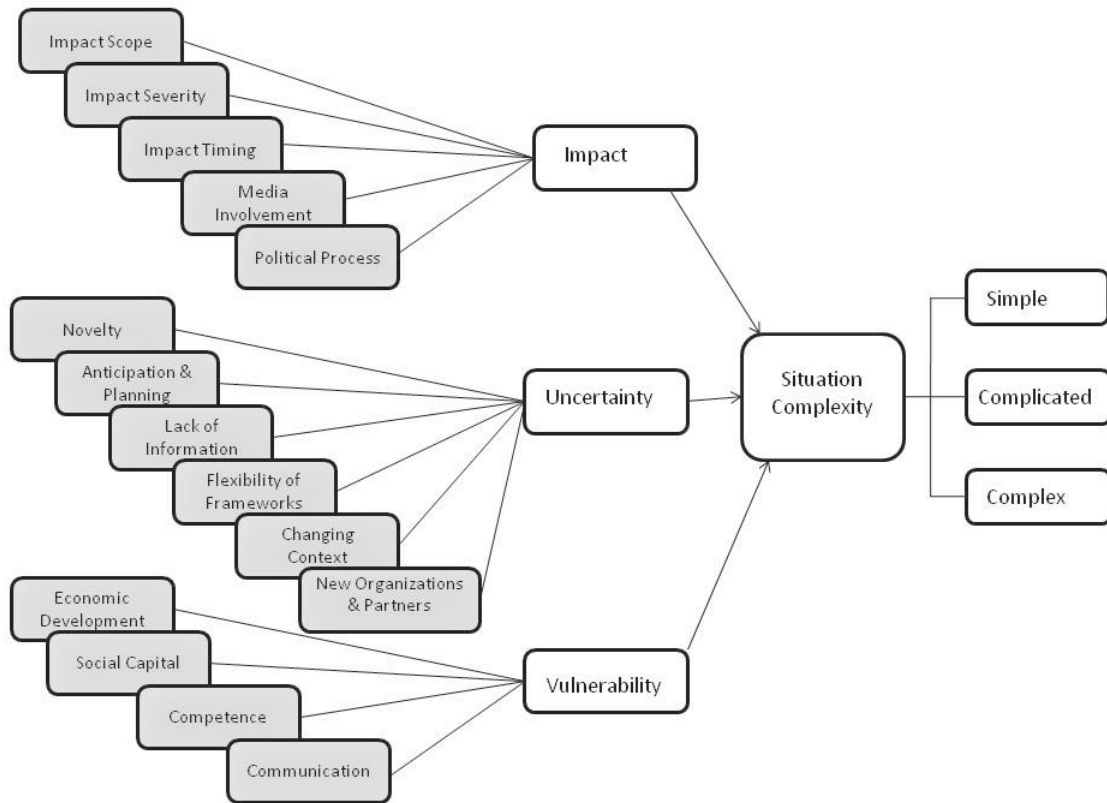 Impact Scope
Impact Severity
Impact Timing
Media
Involvement
Political Process
Impact
Novelty
Anticipation &
Planning
Lack of
Information
Flexibility of
Frameworks
Changing
Context
New Organizations
& Partners
Uncertainty
Economic
Development
Social Capital
Competence
Communication
Vulnerability
Situation
Complexity
Simple
Complicated
Complex